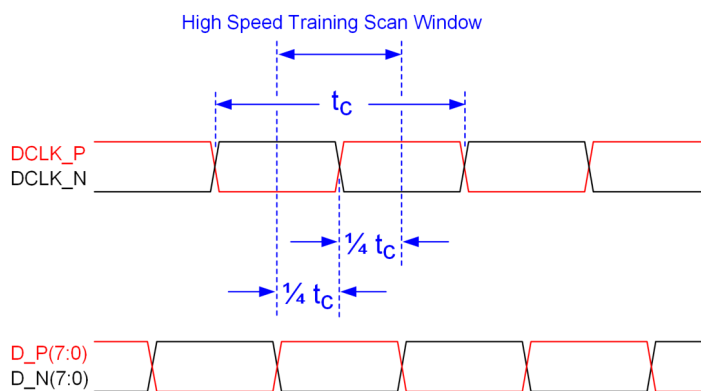 High Speed Training Scan Window
tC
DCLK_P
DCLK_N
¼ tC
¼ tC
D_P(7:0)
D_N(7:0)